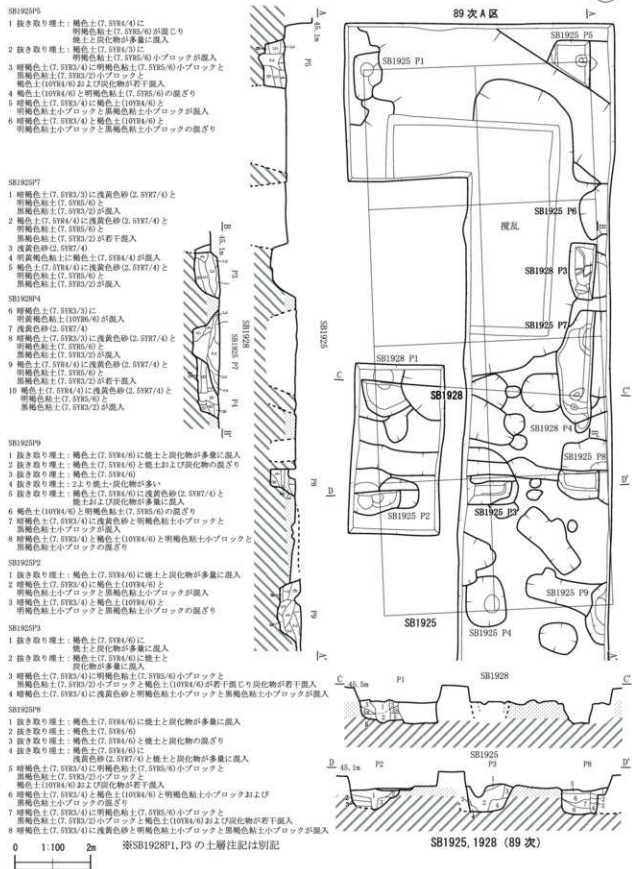 SB1925P5
1 抜き取り埋土：褐色土(7.5YR4/4)に
明褐色粘土(7.5YR5/6)が混じり
焼土と炭化物が多量に混入
2 抜き取り埋土：褐色土(7.5YR4/3)に
明褐色粘土(7.5YR5/6)小ブロックが混入
3 暗褐色土(7.5YR3/4)に明褐色粘土(7.5YR5/6)小ブロックと
黒褐色粘土(7.5YR3/2)小ブロックと
褐色土(10YR4/6)および炭化物が若干混入
4 褐色土(10YR4/6)と明褐色粘土(7.5YR5/6)の混ざり
5 暗褐色土(7.5YR3/4)に褐色土(10YR4/6)と
明褐色粘土小ブロックと黒褐色粘土小ブロックが混入
6 暗褐色土(7.5YR3/4)と褐色土(10YR4/6)と
明褐色粘土小ブロックと黒褐色粘土小ブロックの混ざり
SB1925P7
1 暗褐色土(7.5YR3/3)に浅黄色砂(2.5YR7/4)と
明褐色粘土(7.5YR5/6)と
黒褐色粘土(7.5YR3/2)が混入
2 褐色土(7.5YR4/4)に浅黄色砂(2.5YR7/4)と
明褐色粘土(7.5YR5/6)と
黒褐色粘土(7.5YR3/2)が若干混入
3 浅黄色砂(2.5YR7/4)
4 明黄褐色粘土に褐色土(7.5YR4/4)が混入
5 褐色土(7.5YR4/4)に浅黄色砂(2.5YR7/4)と
明褐色粘土(7.5YR5/6)と
黒褐色粘土(7.5YR3/2)が混入
SB1928P4
6 暗褐色土(7.5YR3/3)に
明黄褐色粘土(10YR6/6)が混入
7 浅黄色砂(2.5YR7/4)
8 暗褐色土(7.5YR3/3)に浅黄色砂(2.5YR7/4)と
明褐色粘土(7.5YR5/6)と
黒褐色粘土(7.5YR3/2)が混入
9 褐色土(7.5YR4/4)に浅黄色砂(2.5YR7/4)と
明褐色粘土(7.5YR5/6)と
黒褐色粘土(7.5YR3/2)が若干混入
10 褐色土(7.5YR4/4)に浅黄色砂(2.5YR7/4)と
明褐色粘土(7.5YR5/6)と
黒褐色粘土(7.5YR3/2)が混入
SB1925P9
1 抜き取り埋土：褐色土(7.5YR4/6)に焼土と炭化物が多量に混入
2 抜き取り埋土：褐色土(7.5YR4/6)と焼土および炭化物の混ざり
3 抜き取り埋土：褐色土(7.5YR4/6)
4 抜き取り埋土：2より焼土・炭化物が多い
5 抜き取り埋土：褐色土(7.5YR4/6)に浅黄色砂(2.5YR7/4)と
焼土および炭化物が多量に混入
6 褐色土(10YR4/6)と明褐色粘土(7.5YR5/6)の混ざり
7 暗褐色土(7.5YR3/4)に浅黄色砂と明褐色粘土小ブロックと
黒褐色粘土小ブロックが混入
8 暗褐色土(7.5YR3/4)と褐色土(10YR4/6)と明褐色粘土小ブロックと
黒褐色粘土小ブロックの混ざり
SB1925P2
1 抜き取り埋土：褐色土(7.5YR4/6)に焼土と炭化物が多量に混入
2 暗褐色土(7.5YR3/4)に褐色土(10YR4/6)と
明褐色粘土小ブロックと黒褐色粘土小ブロックが混入
3 暗褐色土(7.5YR3/4)と褐色土(10YR4/6)と
明褐色粘土小ブロックと黒褐色粘土小ブロックの混ざり
SB1925P3
1 抜き取り埋土：褐色土(7.5YR4/6)に
焼土と炭化物が多量に混入
2 抜き取り埋土：褐色土(7.5YR4/6)に焼土と
炭化物が多量に混入
3 暗褐色土(7.5YR3/4)に明褐色粘土(7.5YR5/6)小ブロックと
黒褐色粘土(7.5YR3/2)小ブロックと褐色土(10YR4/6)が若干混じり炭化物が若干混入
4 暗褐色土(7.5YR3/4)に浅黄色砂と明褐色粘土小ブロックと黒褐色粘土小ブロックが混入
SB1925P8
1 抜き取り埋土：褐色土(7.5YR4/6)に焼土と炭化物が多量に混入
2 抜き取り埋土：褐色土(7.5YR4/6)
3 抜き取り埋土：褐色土(7.5YR4/6)と焼土と炭化物の混ざり
4 抜き取り埋土：褐色土(7.5YR4/6)に
浅黄色砂(2.5YR7/4)と焼土と炭化物が多量に混入
5 暗褐色土(7.5YR3/4)に明褐色粘土(7.5YR5/6)小ブロックと
黒褐色粘土(7.5YR3/2)小ブロックと
褐色土(10YR4/6)および炭化物が若干混入
6 暗褐色土(7.5YR3/4)と褐色土(10YR4/6)と明褐色粘土小ブロックおよび
黒褐色粘土小ブロックの混ざり
7 暗褐色土(7.5YR3/4)に明褐色粘土(7.5YR5/6)小ブロックと
黒褐色粘土(7.5YR3/2)小ブロックと褐色土(10YR4/6)および炭化物が若干混入
8 暗褐色土(7.5YR3/4)に浅黄色砂と明褐色粘土小ブロックと黒褐色粘土小ブロックが混入
0 1:100 2m
※SB1928P1,P3 の土層注記は別記
A
45.1m
P5
B
45.1m
P3
SB1925 P7
P4
B'
SB1928
SB1925
P8
P9
A'
89 次 A 区
A
SB1925 P5
SB1925 P1
撹乱
SB1925 P6
B
SB1928 P3
SB1925 P7
SB1928 P1
C
SB1928
C'
SB1928 P4
B'
SB1925 P8
D
D'
SB1925 P2
SB1925 P3
SB1925 P9
SB1925
SB1925 P4
A'
C 45.5m
P1
SB1928
C'
SB1925
D 45.1m
P2
P3
P8
D'
SB1925, 1928 (89 次)